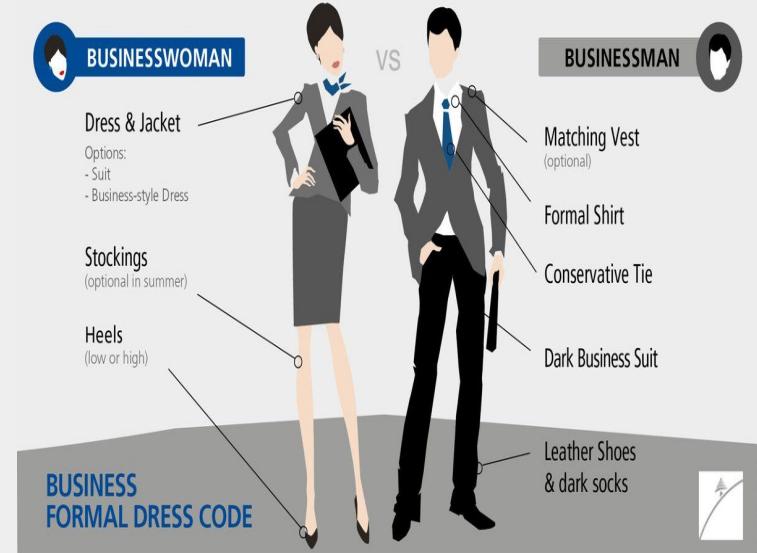 BUSINESSWOMAN
VS
BUSINESSMAN
Dress & Jacket
Options:
- Suit
- Business-style Dress
Stockings
(optional in summer)
Heels
(low or high)
Matching Vest
(optional)
Formal Shirt
Conservative Tie
Dark Business Suit
Leather Shoes
& dark socks
BUSINESS
FORMAL DRESS CODE